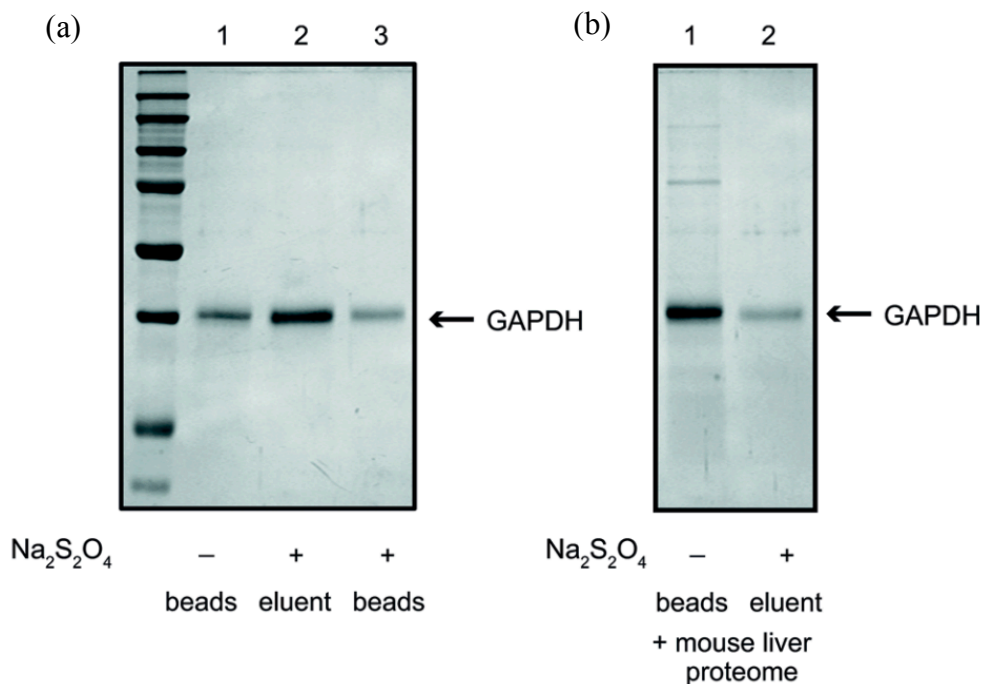 (a)
1 2 3
← GAPDH
Na₂S₂O₄ – + +
beads eluent beads
(b)
1 2
← GAPDH
Na₂S₂O₄ – +
beads eluent
+ mouse liver
proteome